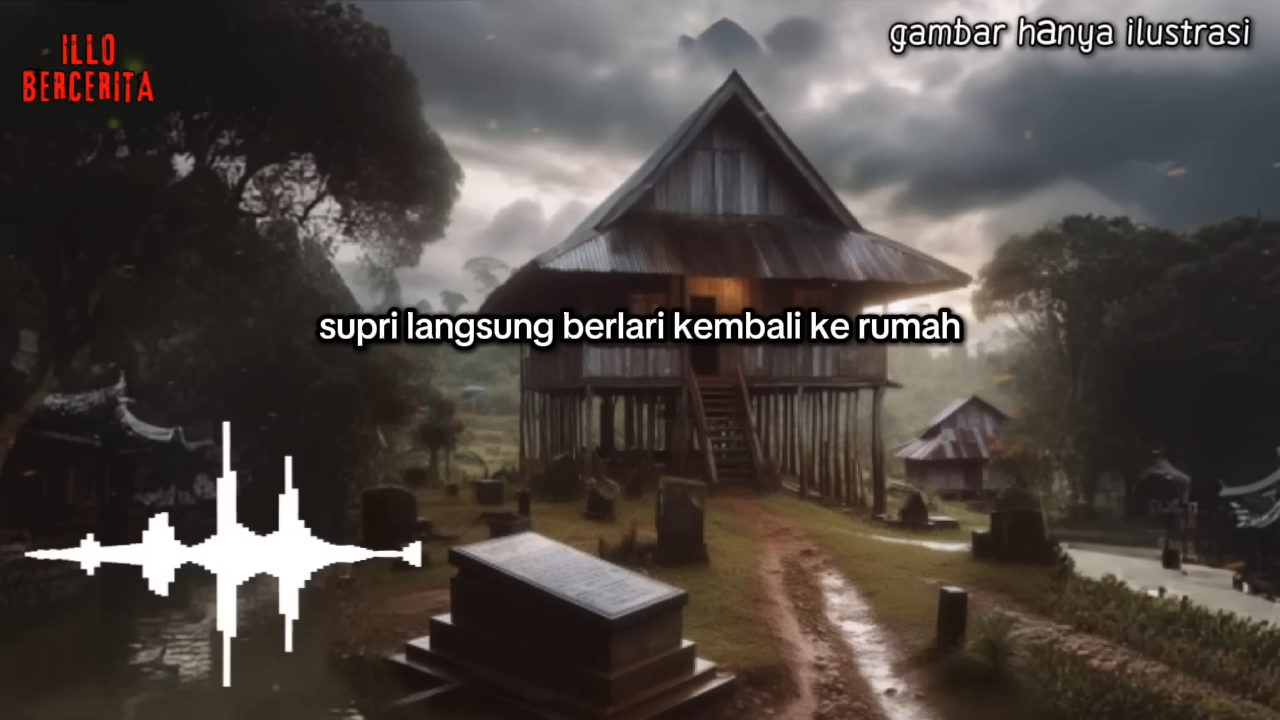 ILLO
BERCERITA
gambar hanya ilustrasi
supri langsung berlari kembali ke rumah